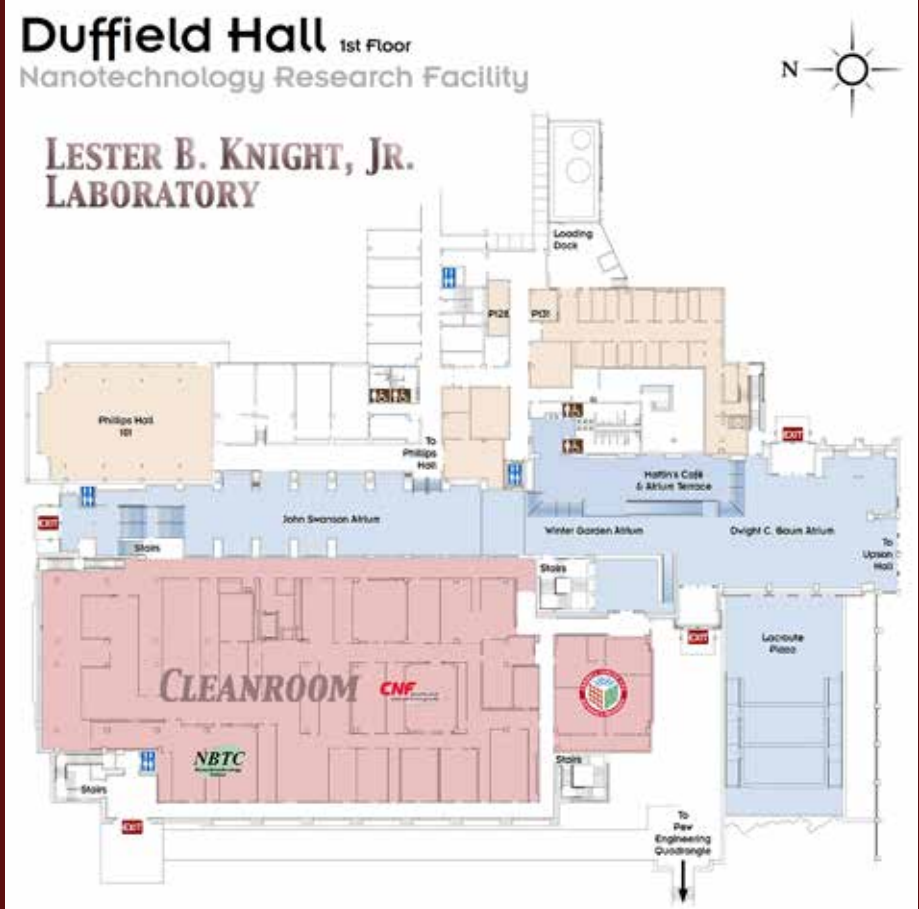 Duffield Hall 1st Floor
Nanotechnology Research Facility
N
LESTER B. KNIGHT, JR.
LABORATORY
Loading
Dock
P128
P131
Phillips Hall
101
To
Phillips
Hall
EXIT
Mattin's Café
& Atrium Terrace
EXIT
John Swanson Atrium
Winter Garden Atrium
Dwight C. Baum Atrium
Stairs
To
Upson
Hall
Stairs
EXIT
Lacroute
Plaza
CLEANROOM
CNF
NBTC
Stairs
Stairs
EXIT
To
Pew
Engineering
Quadrangle